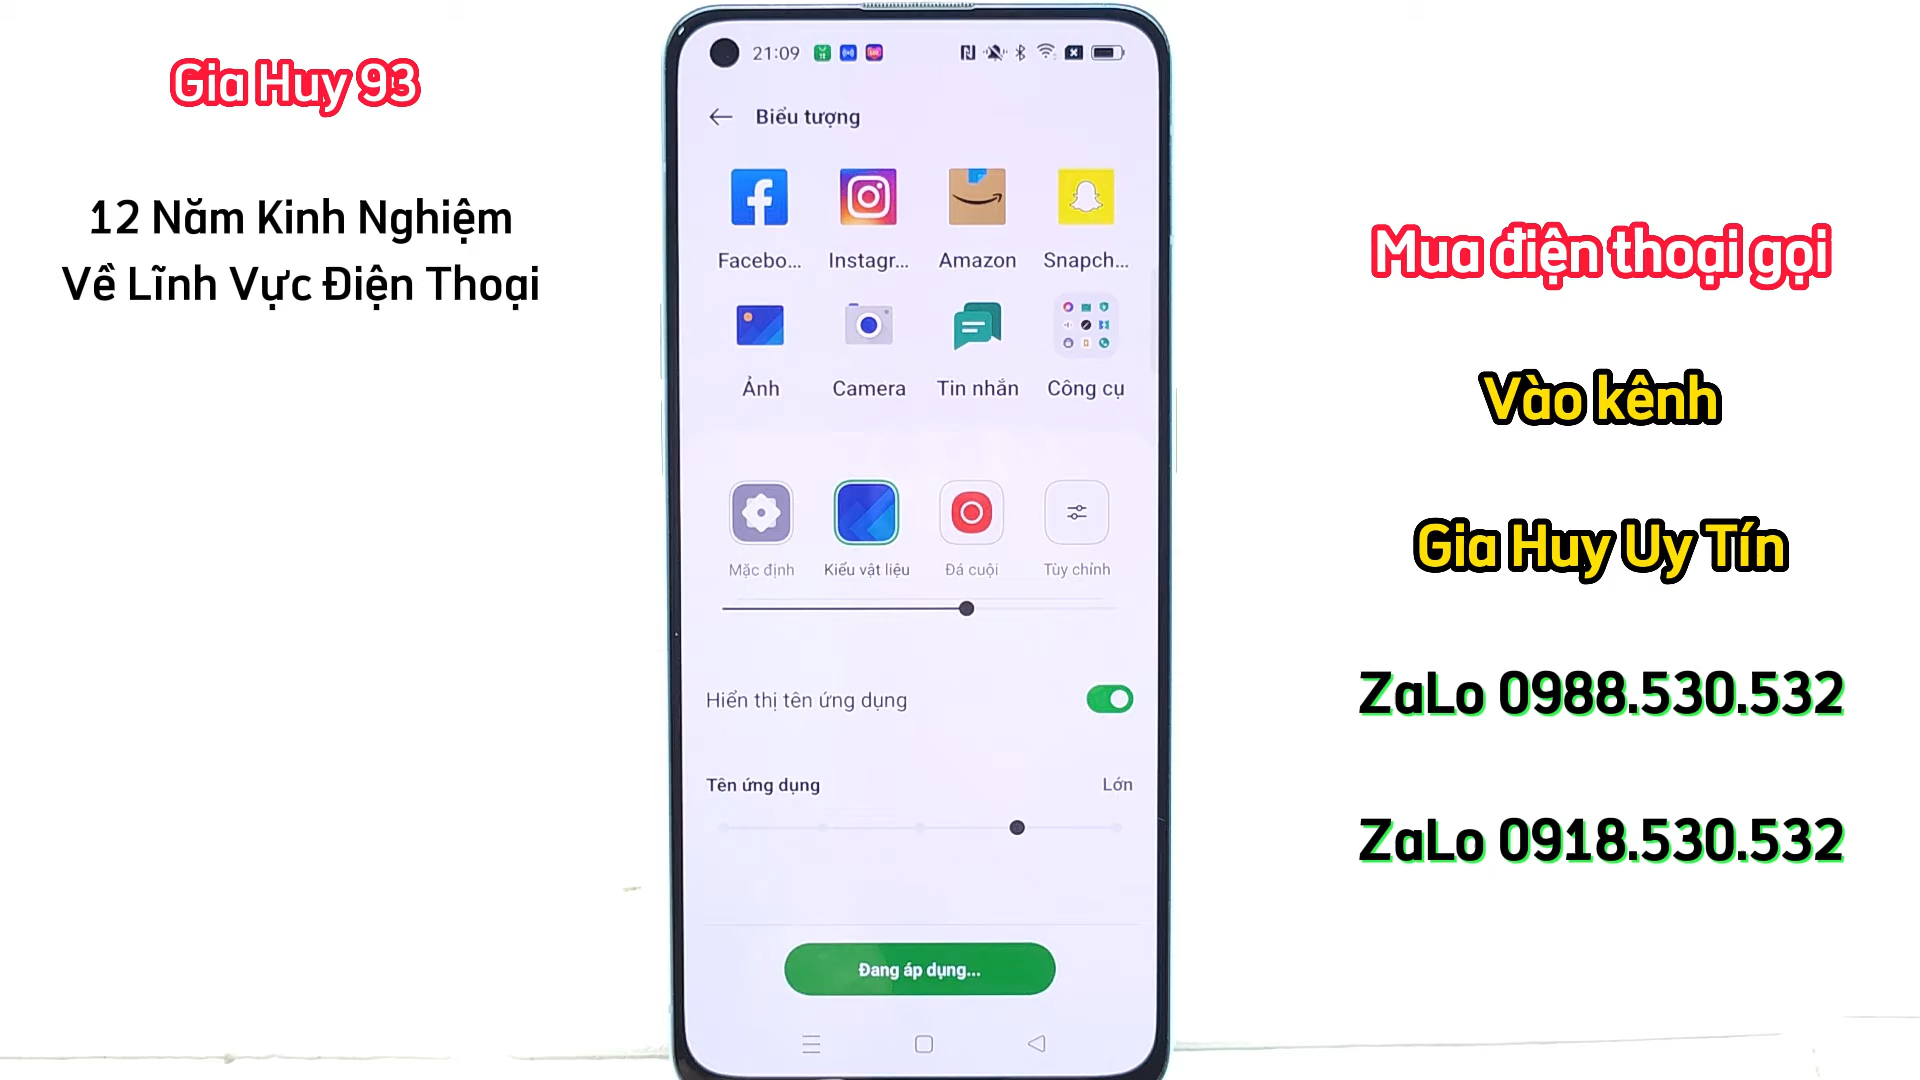 Gia Huy 93
12 Năm Kinh Nghiệm
Về Lĩnh Vực Điện Thoại
21:09
Biểu tượng
Facebo...
Instagr...
Amazon
Snapch...
Ảnh
Camera
Tin nhắn
Công cụ
Mặc định
Kiểu vật liệu
Đá cuội
Tùy chỉnh
Hiển thị tên ứng dụng
Tên ứng dụng
Lớn
Đang áp dụng...
Mua điện thoại gọi
Vào kênh
Gia Huy Uy Tín
ZaLo 0988.530.532
ZaLo 0918.530.532